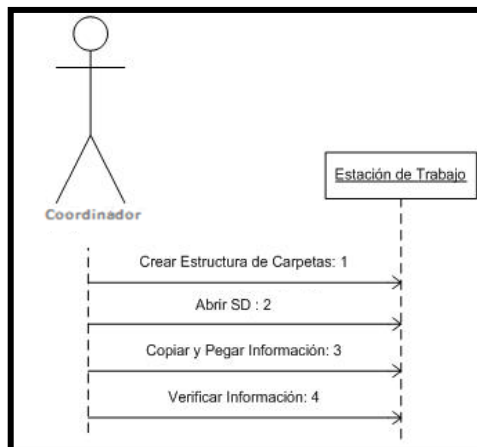 Estación de Trabajo
Coordinador
Crear Estructura de Carpetas: 1
Abrir SD : 2
Copiar y Pegar Información: 3
Verificar Información: 4